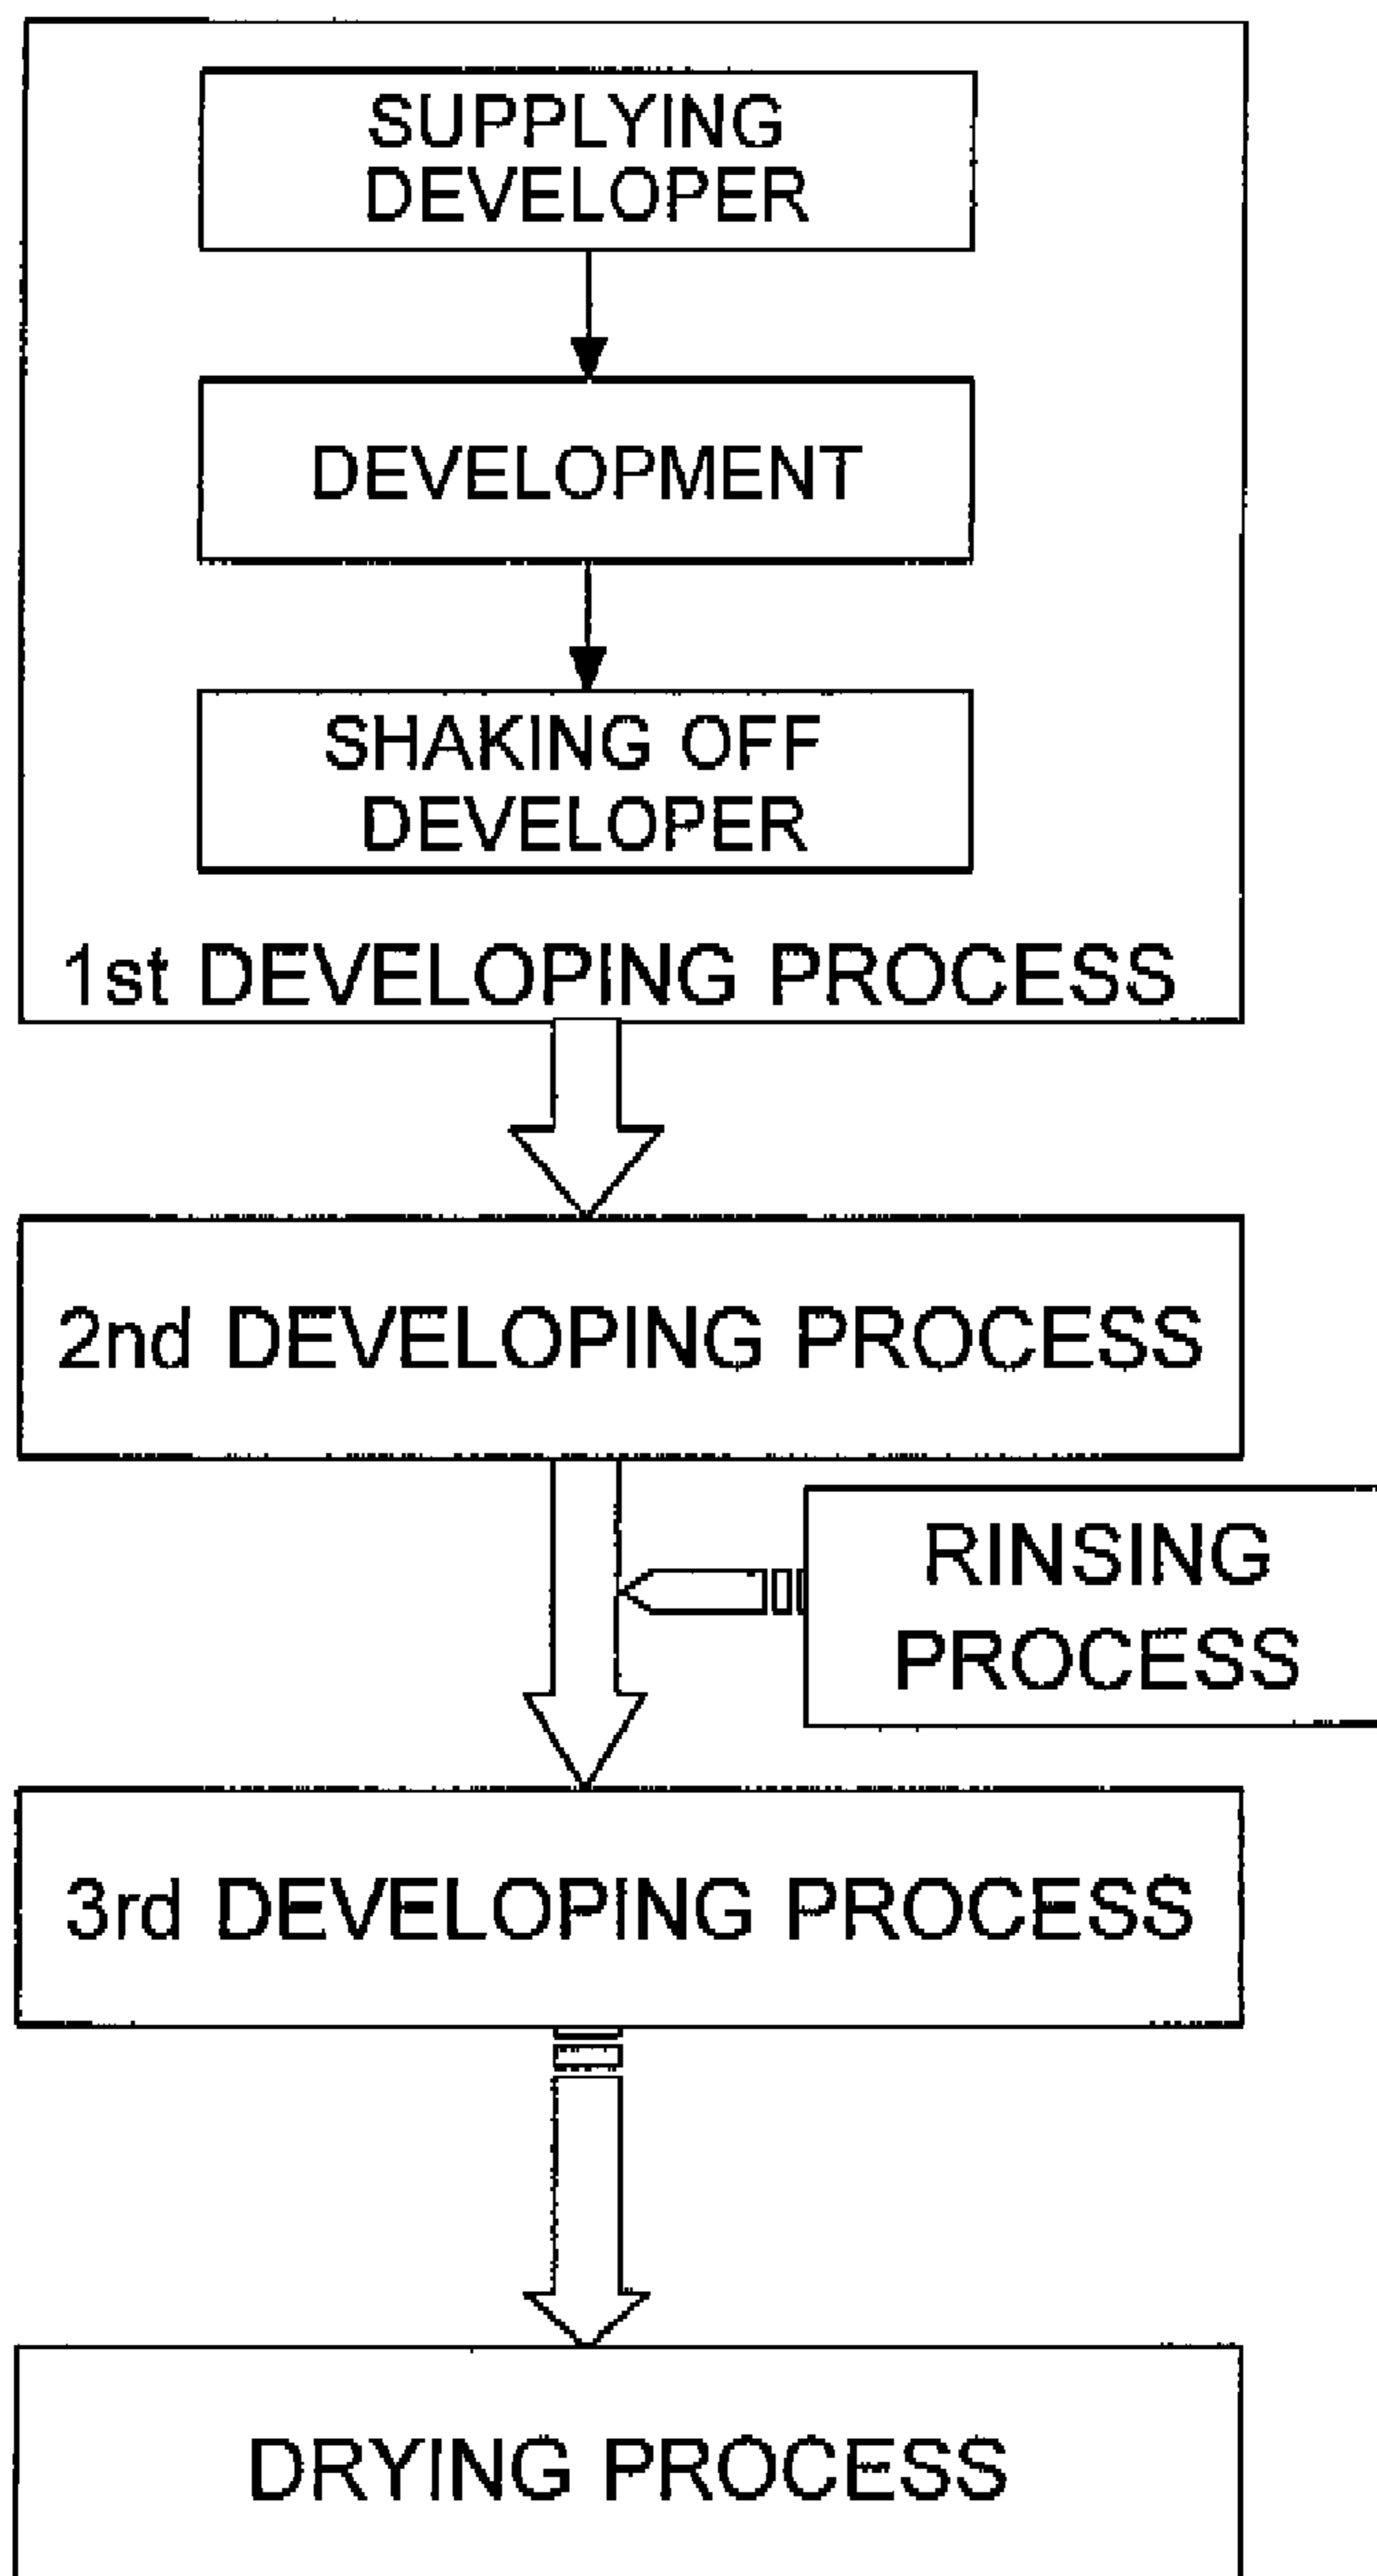 SUPPLYING
DEVELOPER
DEVELOPMENT
SHAKING OFF
DEVELOPER
1st DEVELOPING PROCESS
2nd DEVELOPING PROCESS
RINSING
PROCESS
3rd DEVELOPING PROCESS
DRYING PROCESS